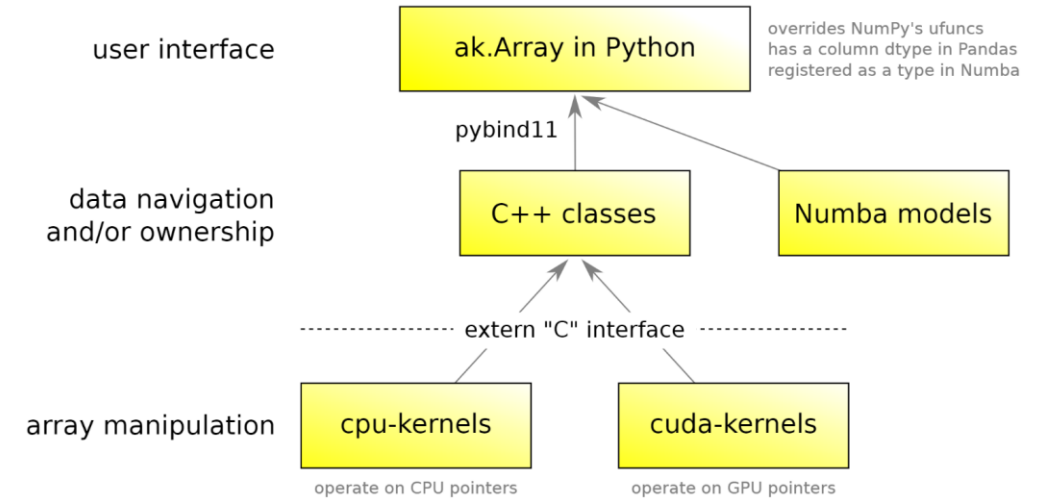 user interface
ak.Array in Python
overrides NumPy's ufuncs
has a column dtype in Pandas
registered as a type in Numba
pybind11
data navigation
and/or ownership
C++ classes
Numba models
extern "C" interface
array manipulation
cpu-kernels
cuda-kernels
operate on CPU pointers
operate on GPU pointers